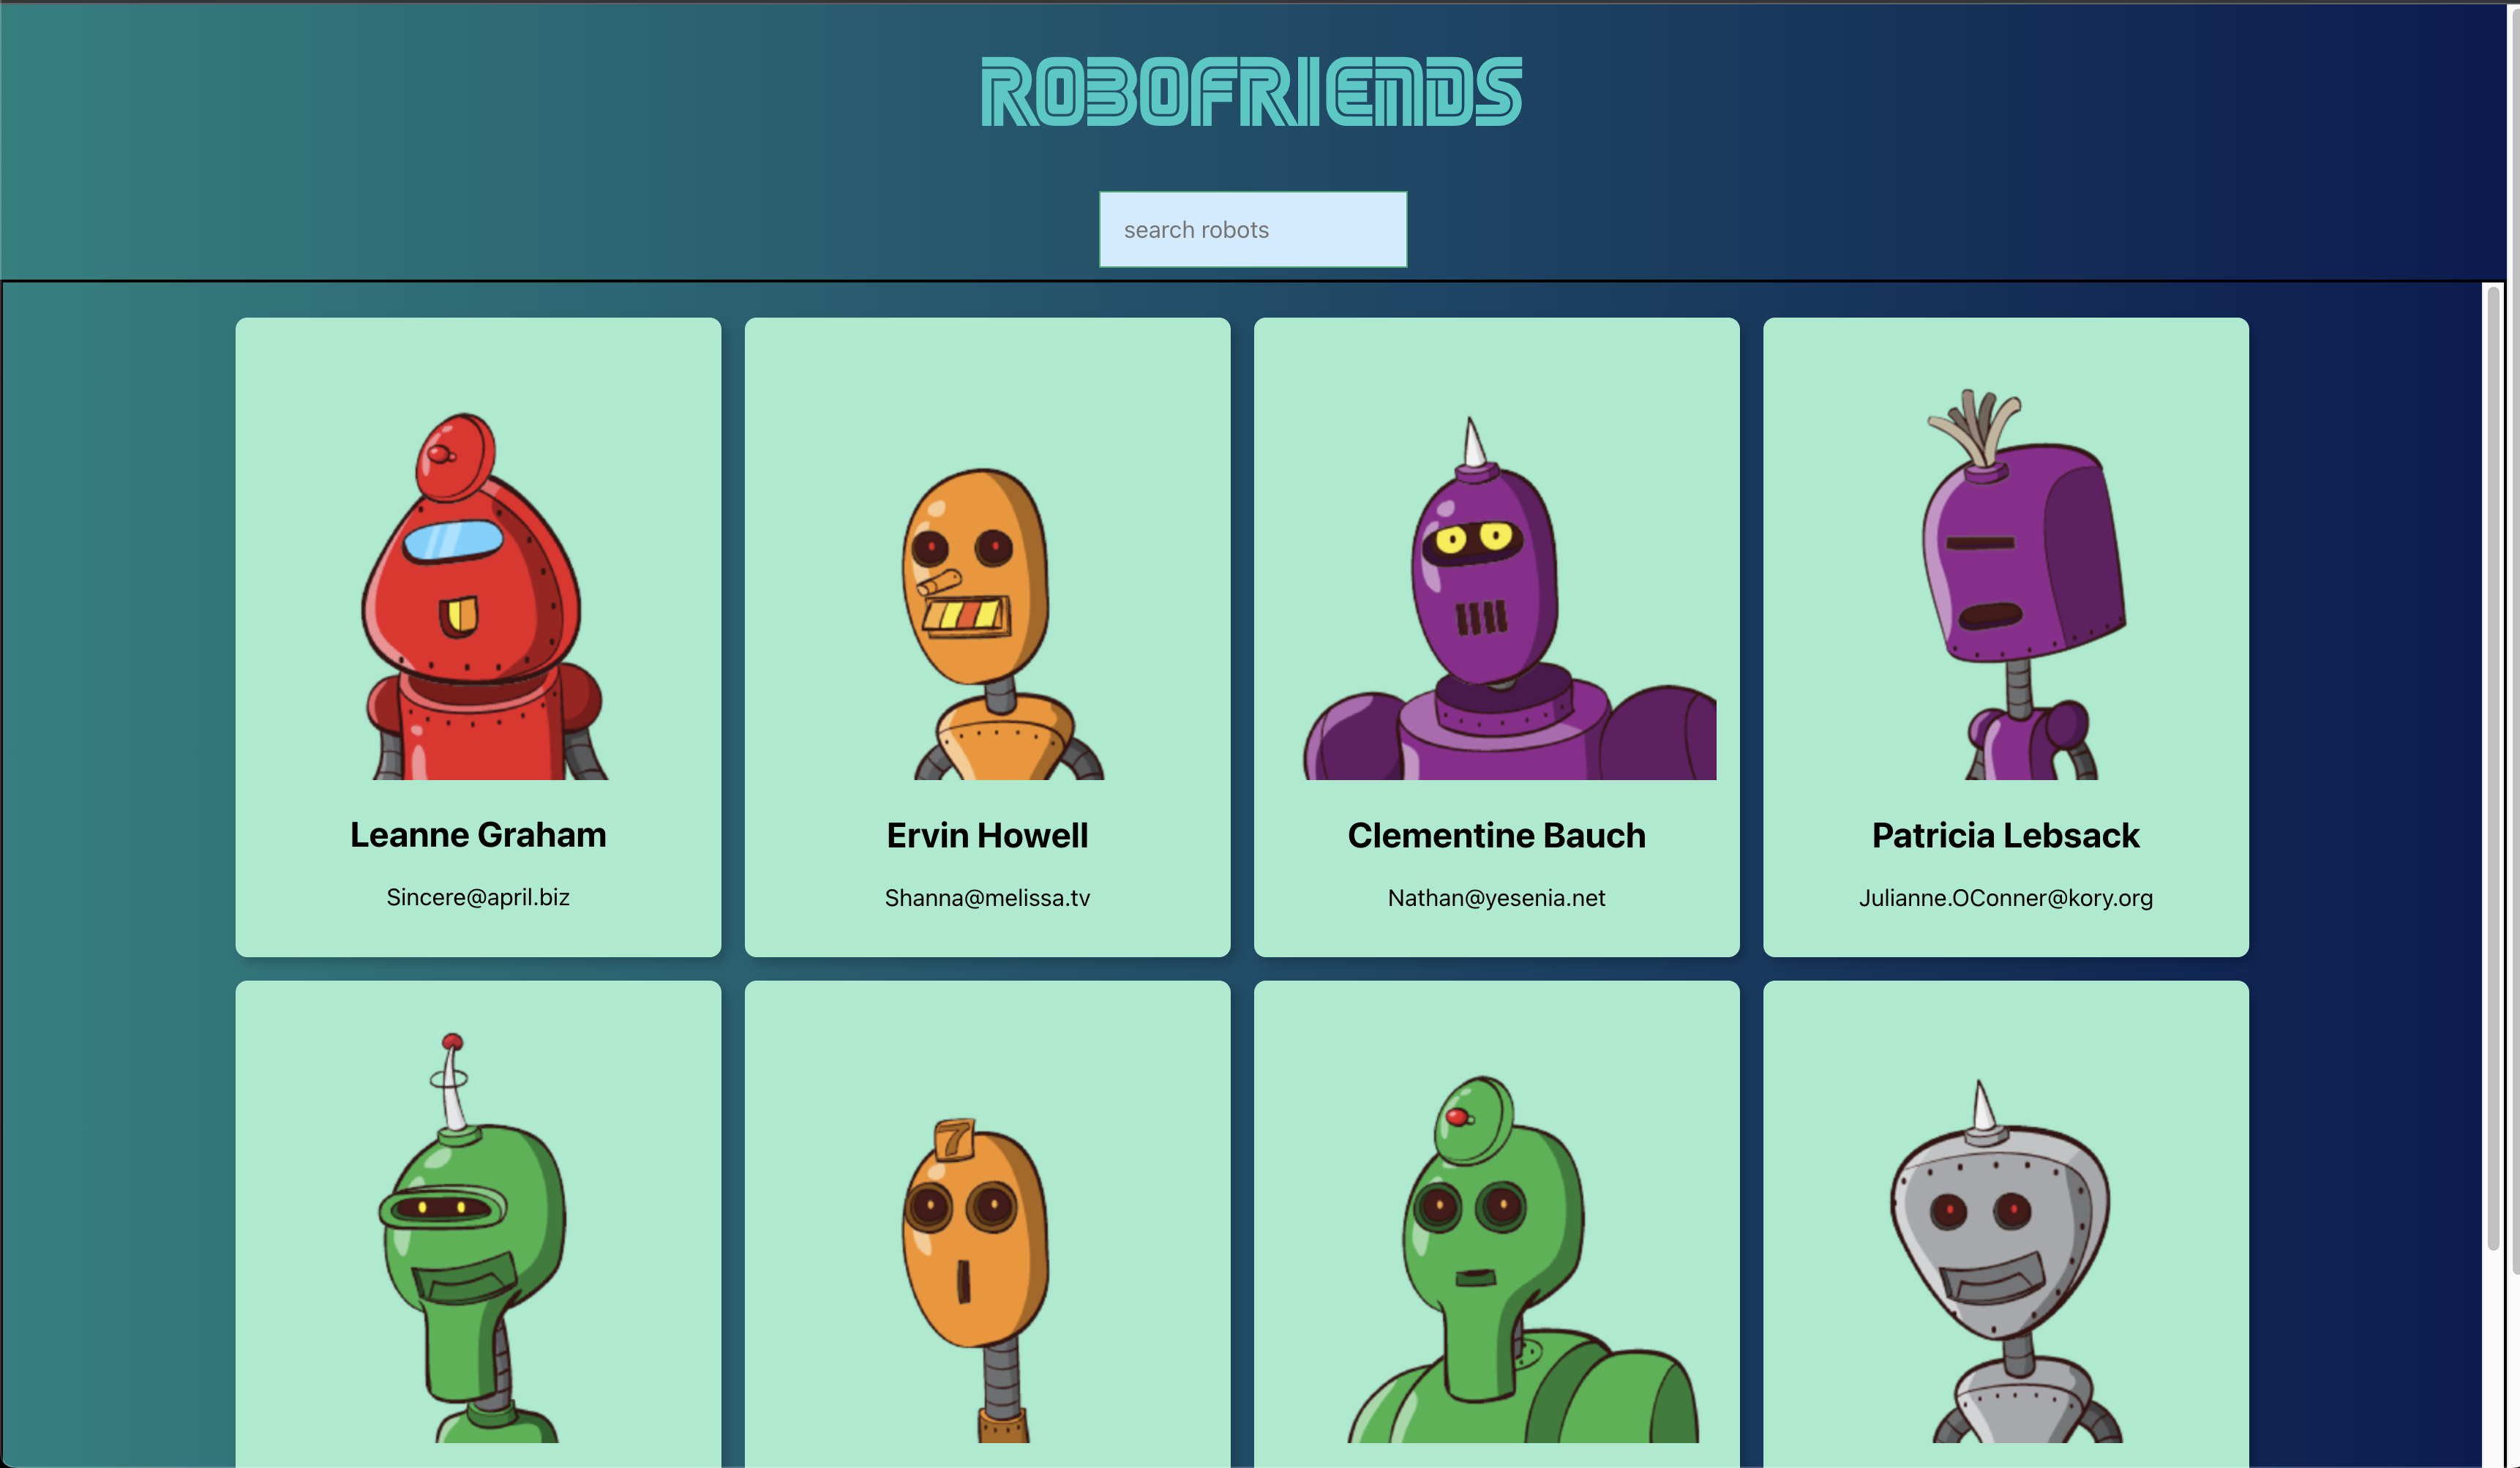 ROBOFRIENDS
search robots
Leanne Graham
Ervin Howell
Clementine Bauch
Patricia Lebsack
Sincere@april.biz
Shanna@melissa.tv
Nathan@yesenia.net
Julianne.OConner@kory.org
7